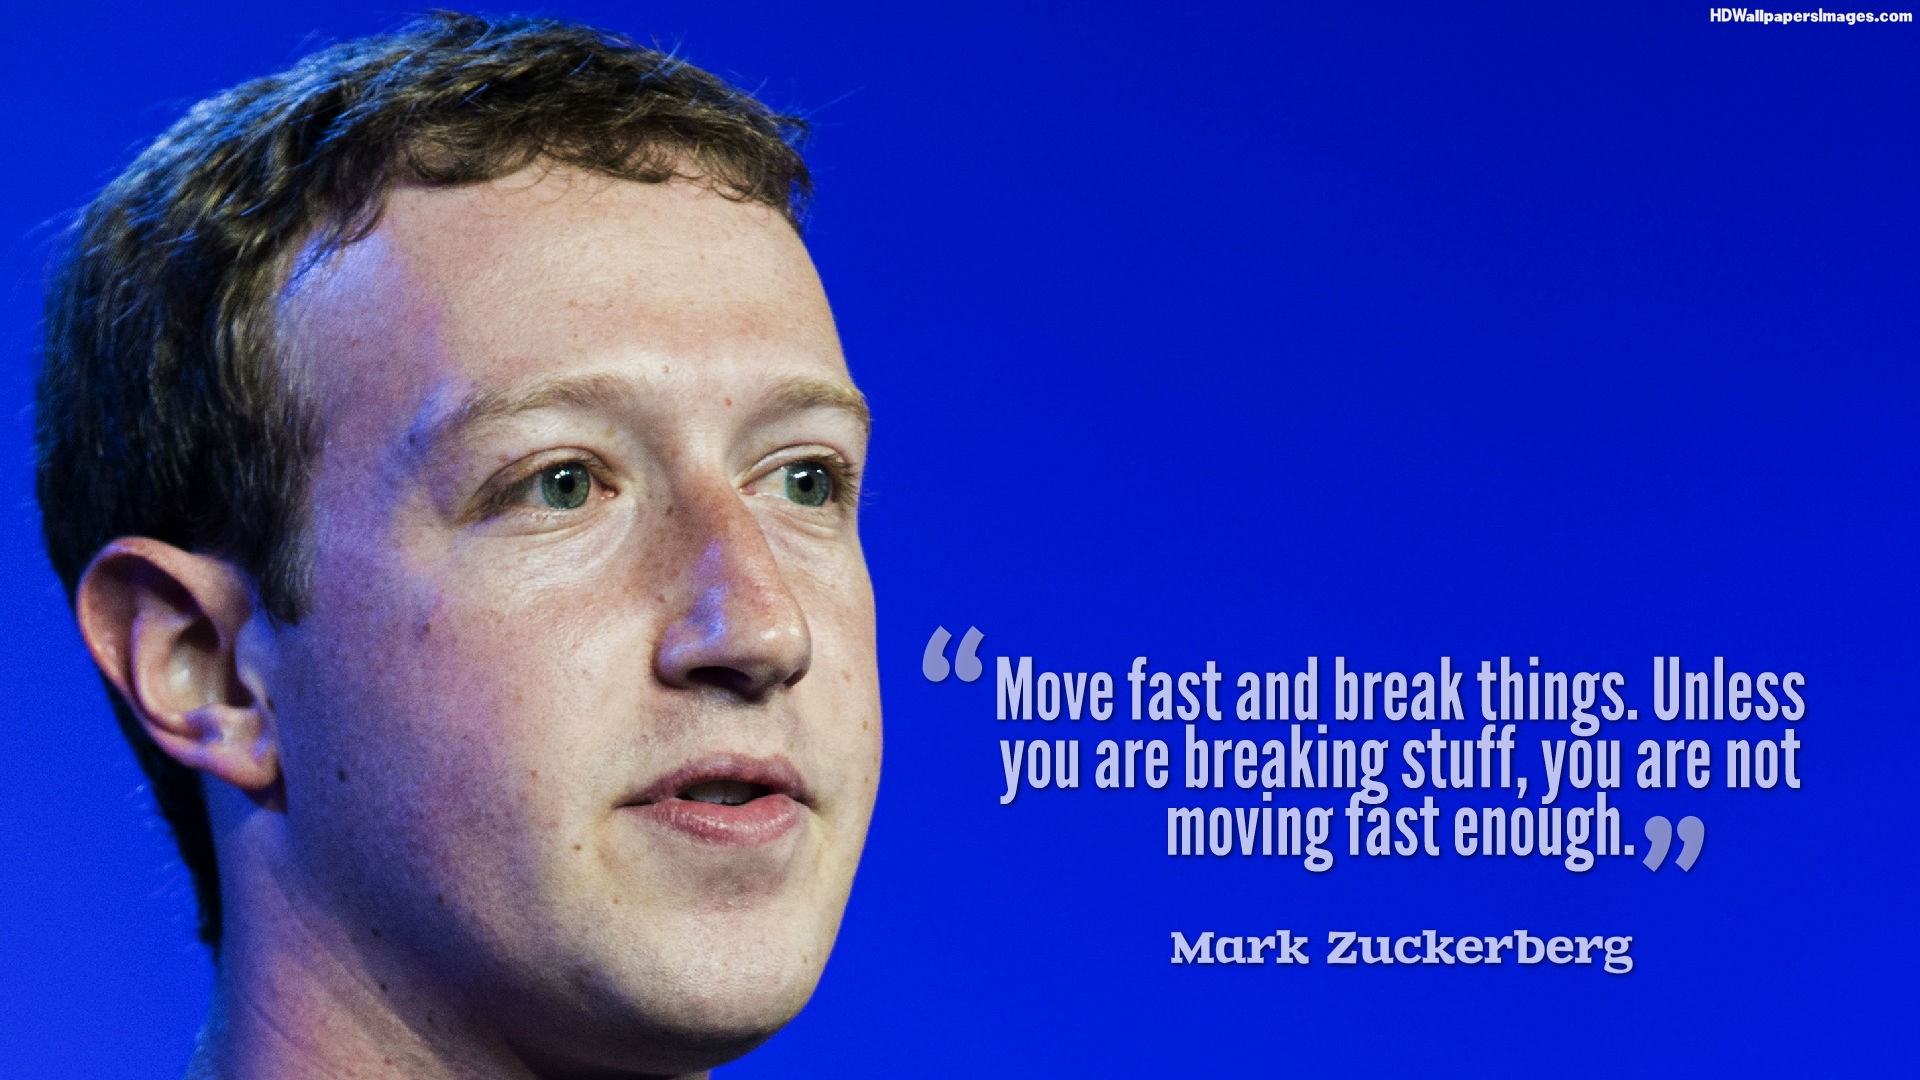 HDWallpapersImages.com
“Move fast and break things. Unless
you are breaking stuff, you are not
moving fast enough.”
Mark Zuckerberg